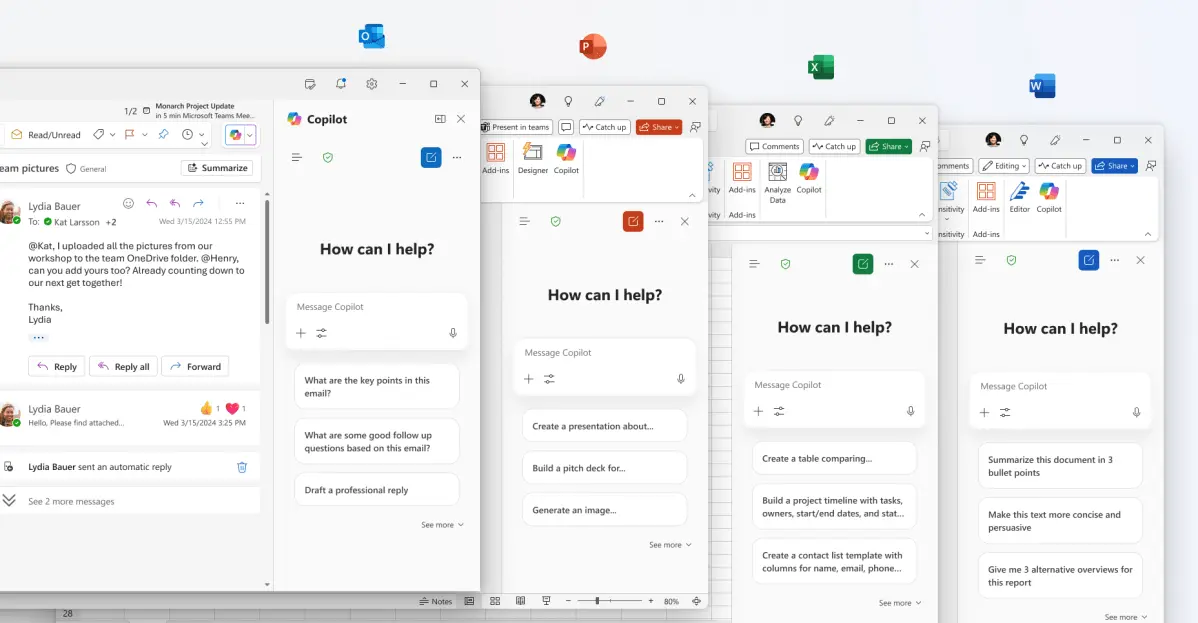 1/2
Monarch Project Update
in 5 min Microsoft Teams Mee...
Read/Unread
eam pictures
General
Summarize
Lydia Bauer
To: Kat Larsson +2
Wed 3/15/2024 12:55 PM
@Kat, I uploaded all the pictures from our
workshop to the team OneDrive folder. @Henry,
can you add yours too? Already counting down to
our next get together!
Thanks,
Lydia
Reply
Reply all
Forward
Lydia Bauer
1
1
Hello, Please find attached...
Wed 3/15/2024 3:25 PM
Lydia Bauer sent an automatic reply
See 2 more messages
Copilot
How can I help?
Message Copilot
What are the key points in this
email?
What are some good follow up
questions based on this email?
Draft a professional reply
See more
O
P
Present in teams
Catch up
Share
Add-ins
Designer
Copilot
How can I help?
Message Copilot
Create a presentation about...
Build a pitch deck for...
Generate an image...
See more
Notes
80%
28
X
Comments
Catch up
Share
vity
Add-ins
Analyze
Data
Copilot
vity
Add-ins
How can I help?
Message Copilot
Create a table comparing...
Build a project timeline with tasks,
owners, start/end dates, and stat...
Create a contact list template with
columns for name, email, phone...
See more
W
omments
Editing
Catch up
Share
nsitivity
Add-ins
Editor
Copilot
nsitivity
Add-ins
How can I help?
Message Copilot
Summarize this document in 3
bullet points
Make this text more concise and
persuasive
Give me 3 alternative overviews for
this report
See more